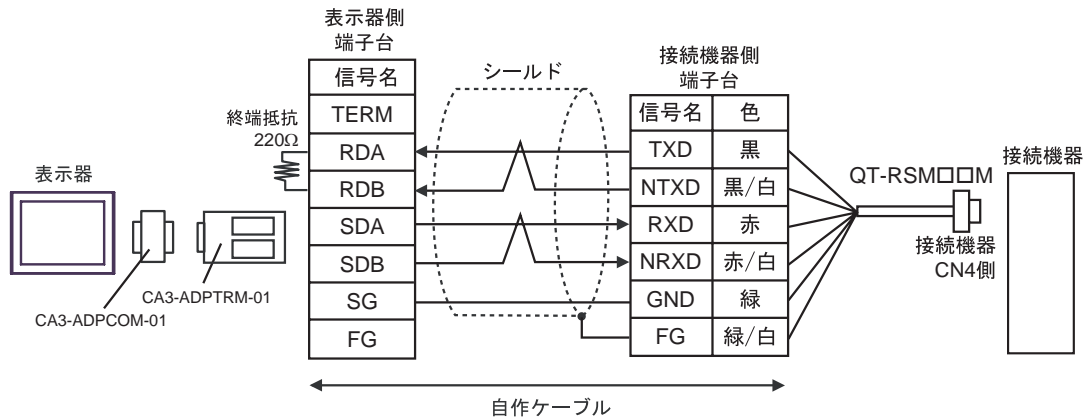 表示器側
端子台
信号名
TERM
RDA
RDB
SDA
SDB
SG
FG
終端抵抗
220Ω
表示器
CA3-ADPCOM-01
CA3-ADPTRM-01
シールド
接続機器側
端子台
信号名 色
TXD 黒
NTXD 黒/白
RXD 赤
NRXD 赤/白
GND 緑
FG 緑/白
QT-RSM□□M
接続機器
CN4側
接続機器
自作ケーブル